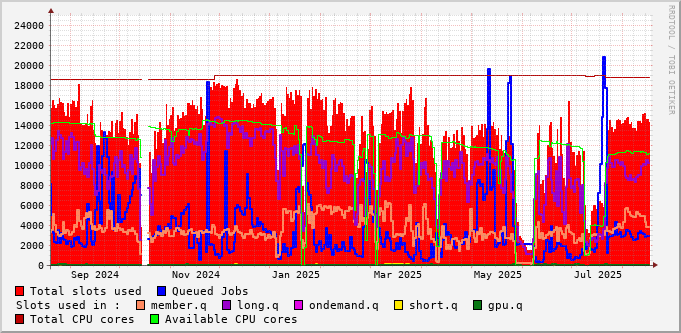 24000
22000
20000
18000
16000
14000
12000
10000
8000
6000
4000
2000
0
Sep 2024 Nov 2024 Jan 2025 Mar 2025 May 2025 Jul 2025
Total slots used Queued Jobs
Slots used in : member.q long.q ondemand.q short.q gpu.q
Total CPU cores Available CPU cores
RRDTOOL / TOBI OETIKER